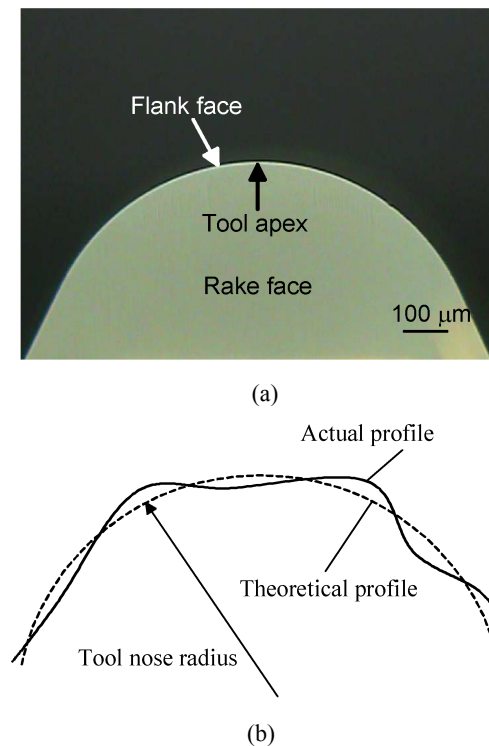 Flank face
Tool apex
Rake face
100 μm
(a)
Actual profile
Theoretical profile
Tool nose radius
(b)